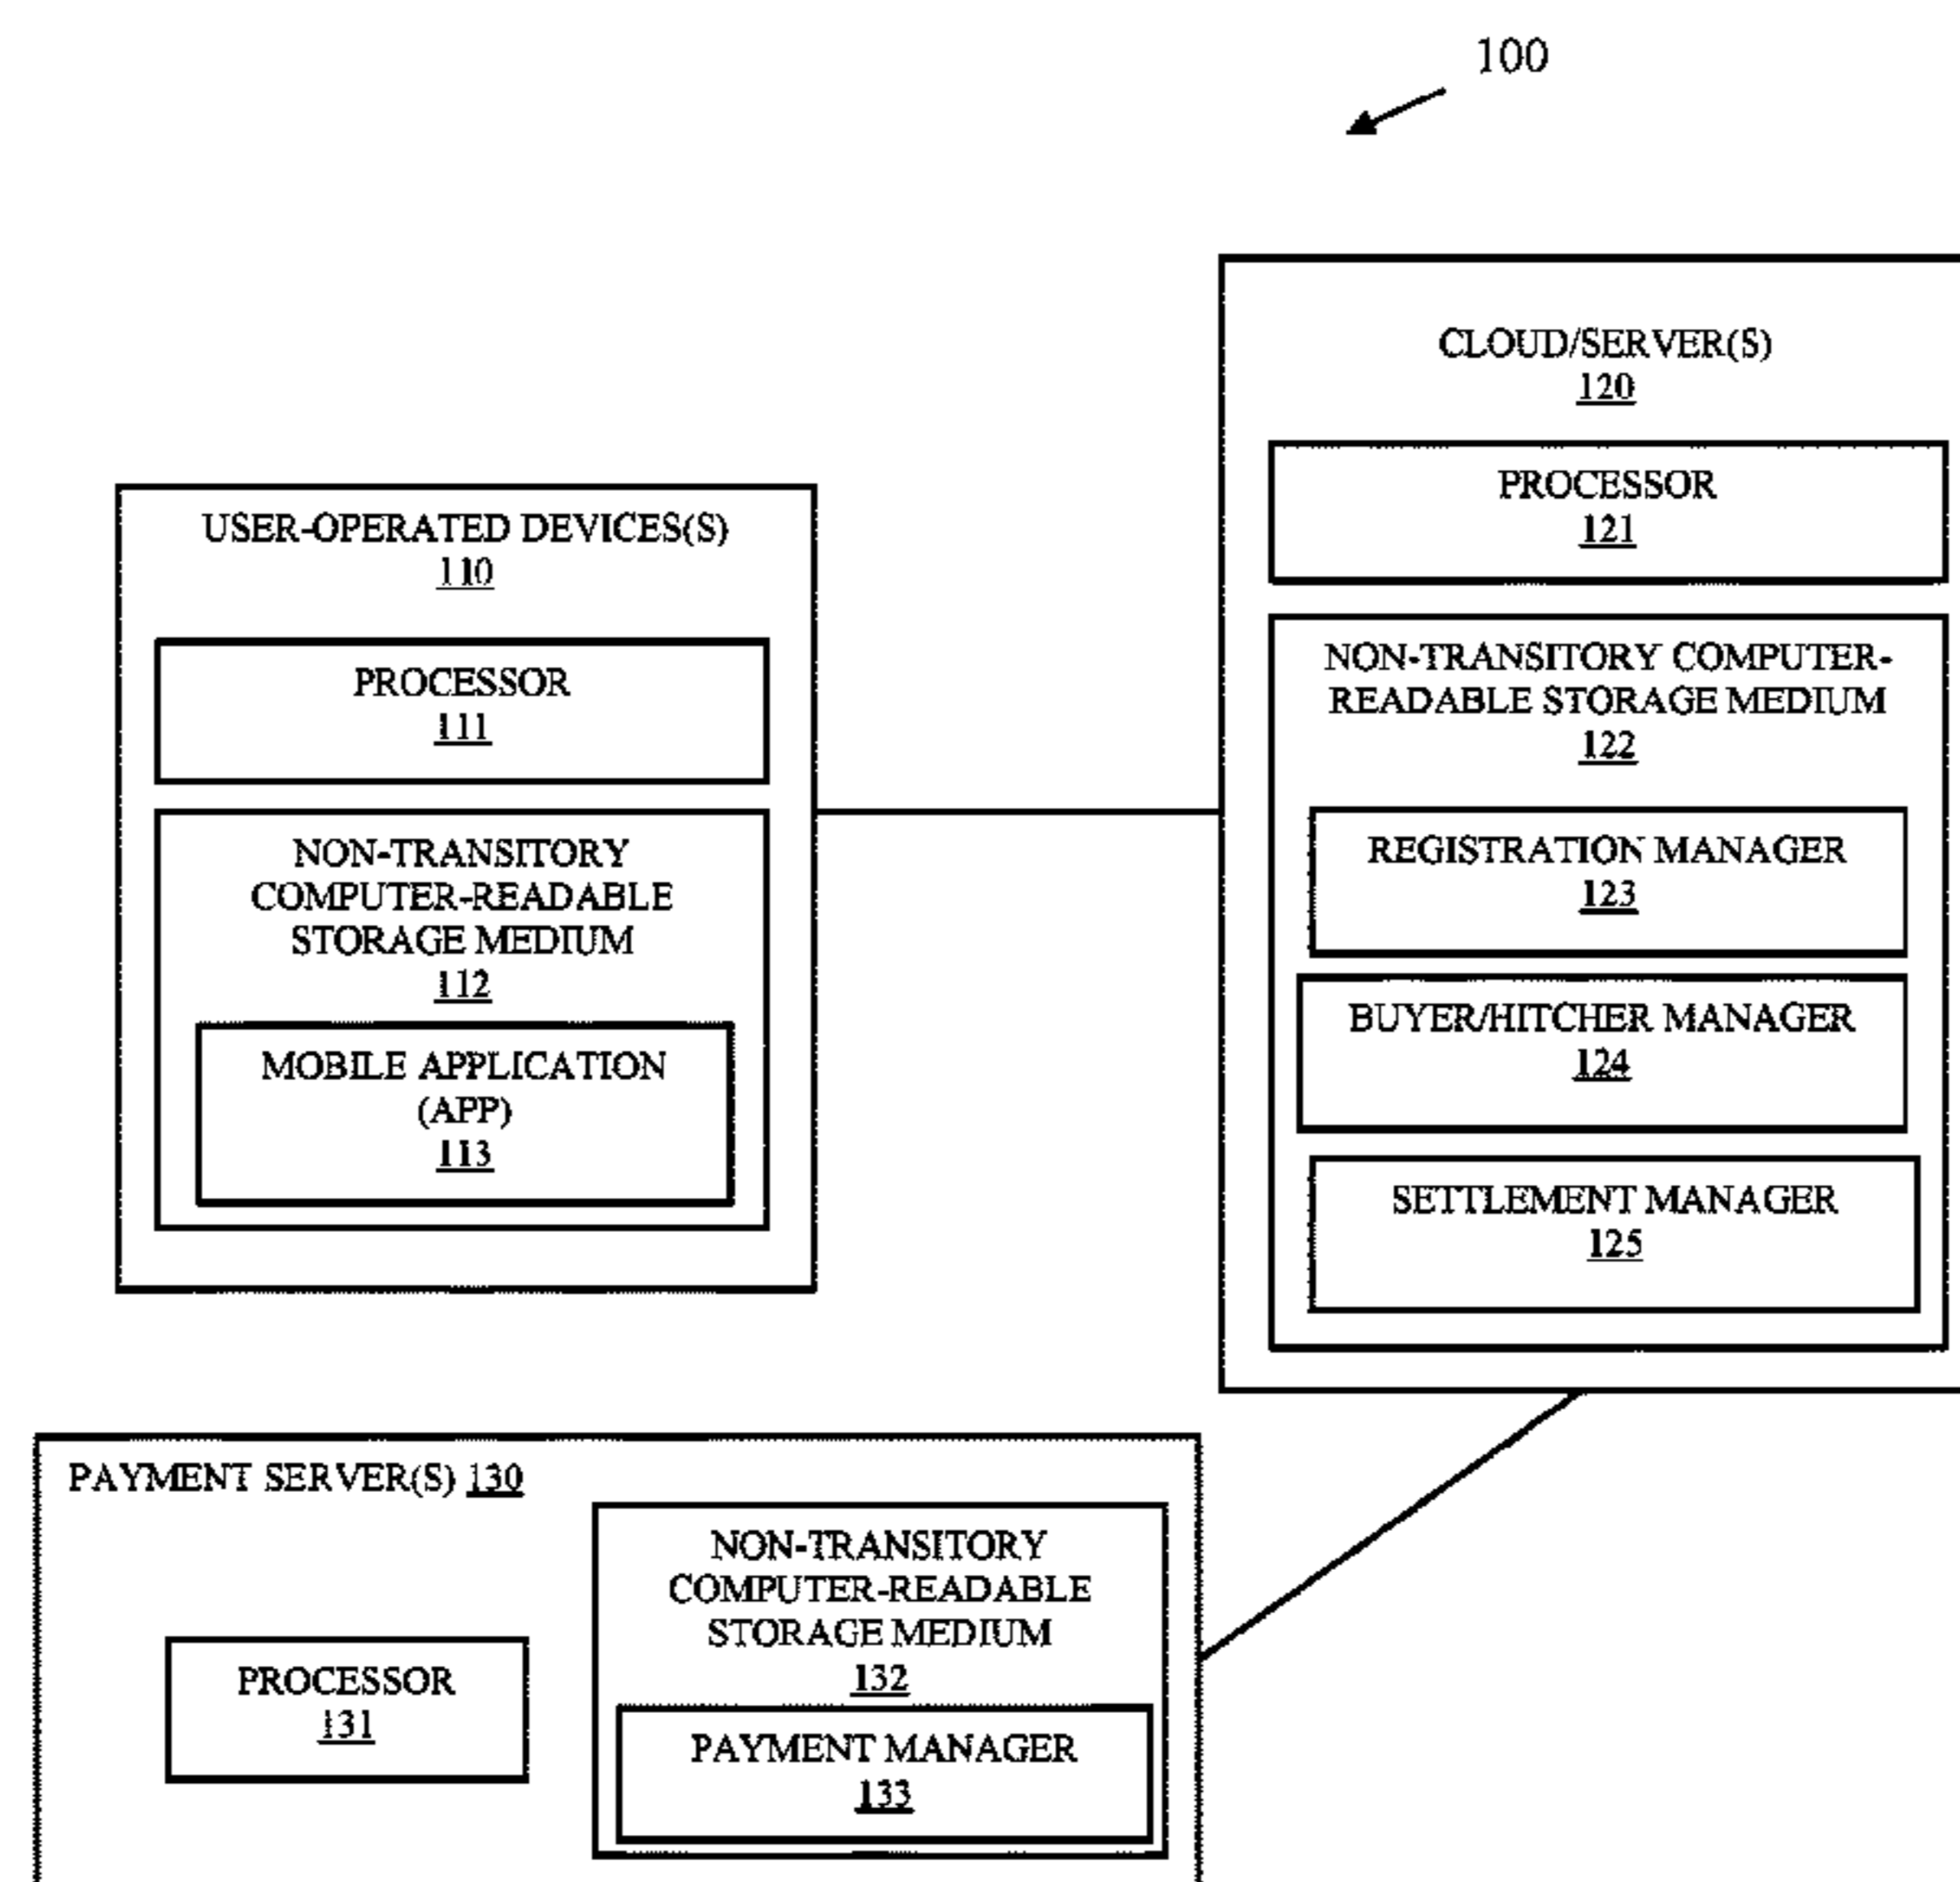 100
CLOUD/SERVER(S)
120
PROCESSOR
121
NON-TRANSITORY COMPUTER-
READABLE STORAGE MEDIUM
122
REGISTRATION MANAGER
123
BUYER/HITCHER MANAGER
124
SETTLEMENT MANAGER
125
USER-OPERATED DEVICES(S)
110
PROCESSOR
111
NON-TRANSITORY
COMPUTER-READABLE
STORAGE MEDIUM
112
MOBILE APPLICATION
(APP)
113
PAYMENT SERVER(S) 130
PROCESSOR
131
NON-TRANSITORY
COMPUTER-READABLE
STORAGE MEDIUM
132
PAYMENT MANAGER
133